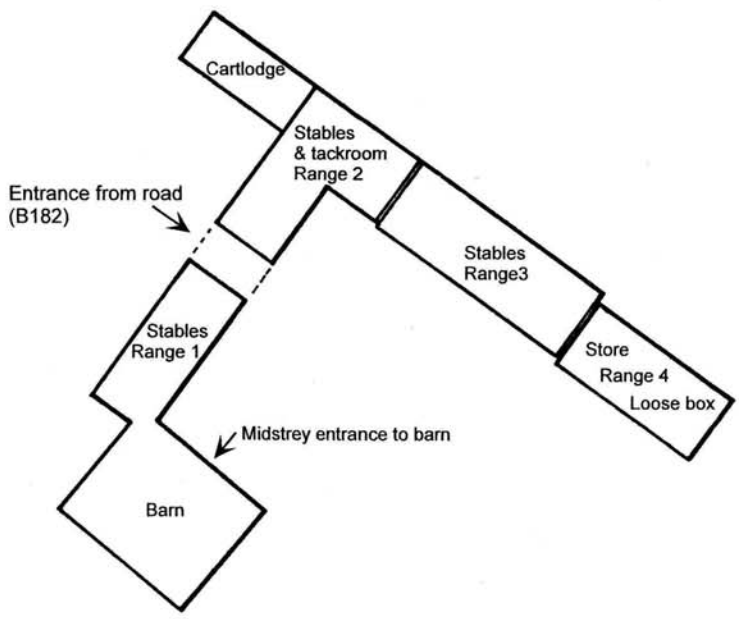 Cartlodge
Stables
& tackroom
Range 2
Entrance from road
(B182)
Stables
Range3
Stables
Range 1
Store
Range 4
Loose box
Midstrey entrance to barn
Barn